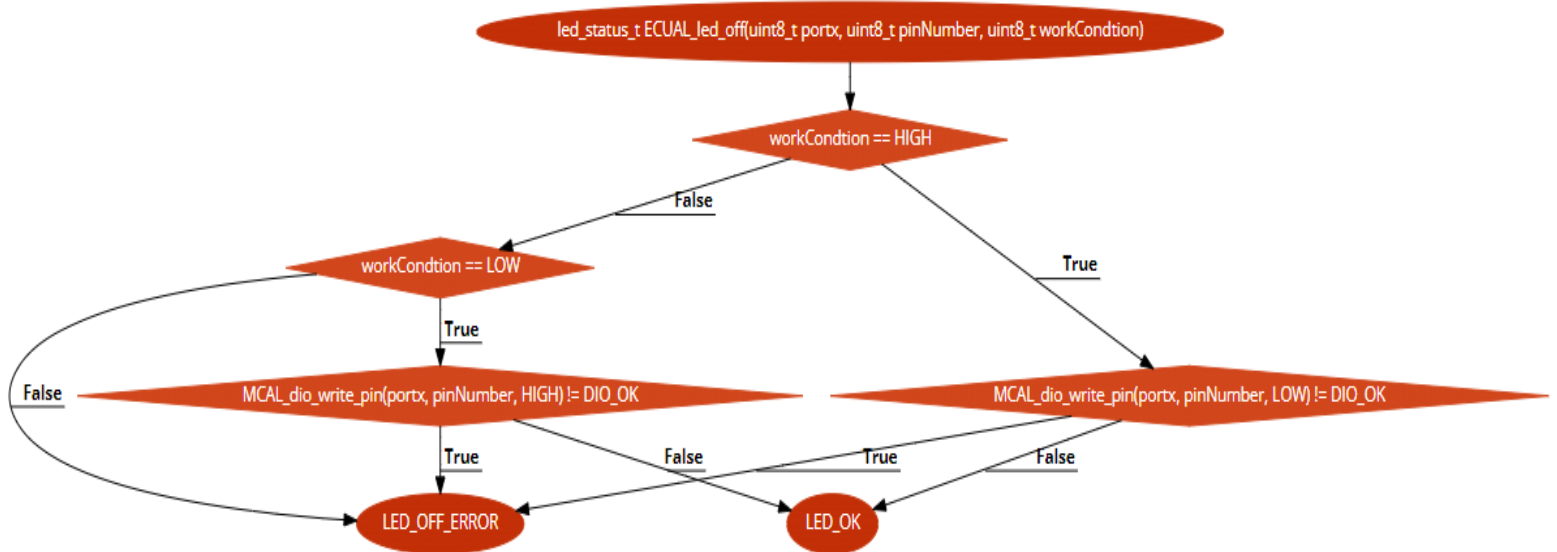 led_status_t ECUAL_led_off(uint8_t portx, uint8_t pinNumber, uint8_t workCondtion)
workCondtion == HIGH
False
workCondtion == LOW
True
True
False
MCAL_dio_write_pin(portx, pinNumber, HIGH) != DIO_OK
MCAL_dio_write_pin(portx, pinNumber, LOW) != DIO_OK
True
False
True
False
LED_OFF_ERROR
LED_OK